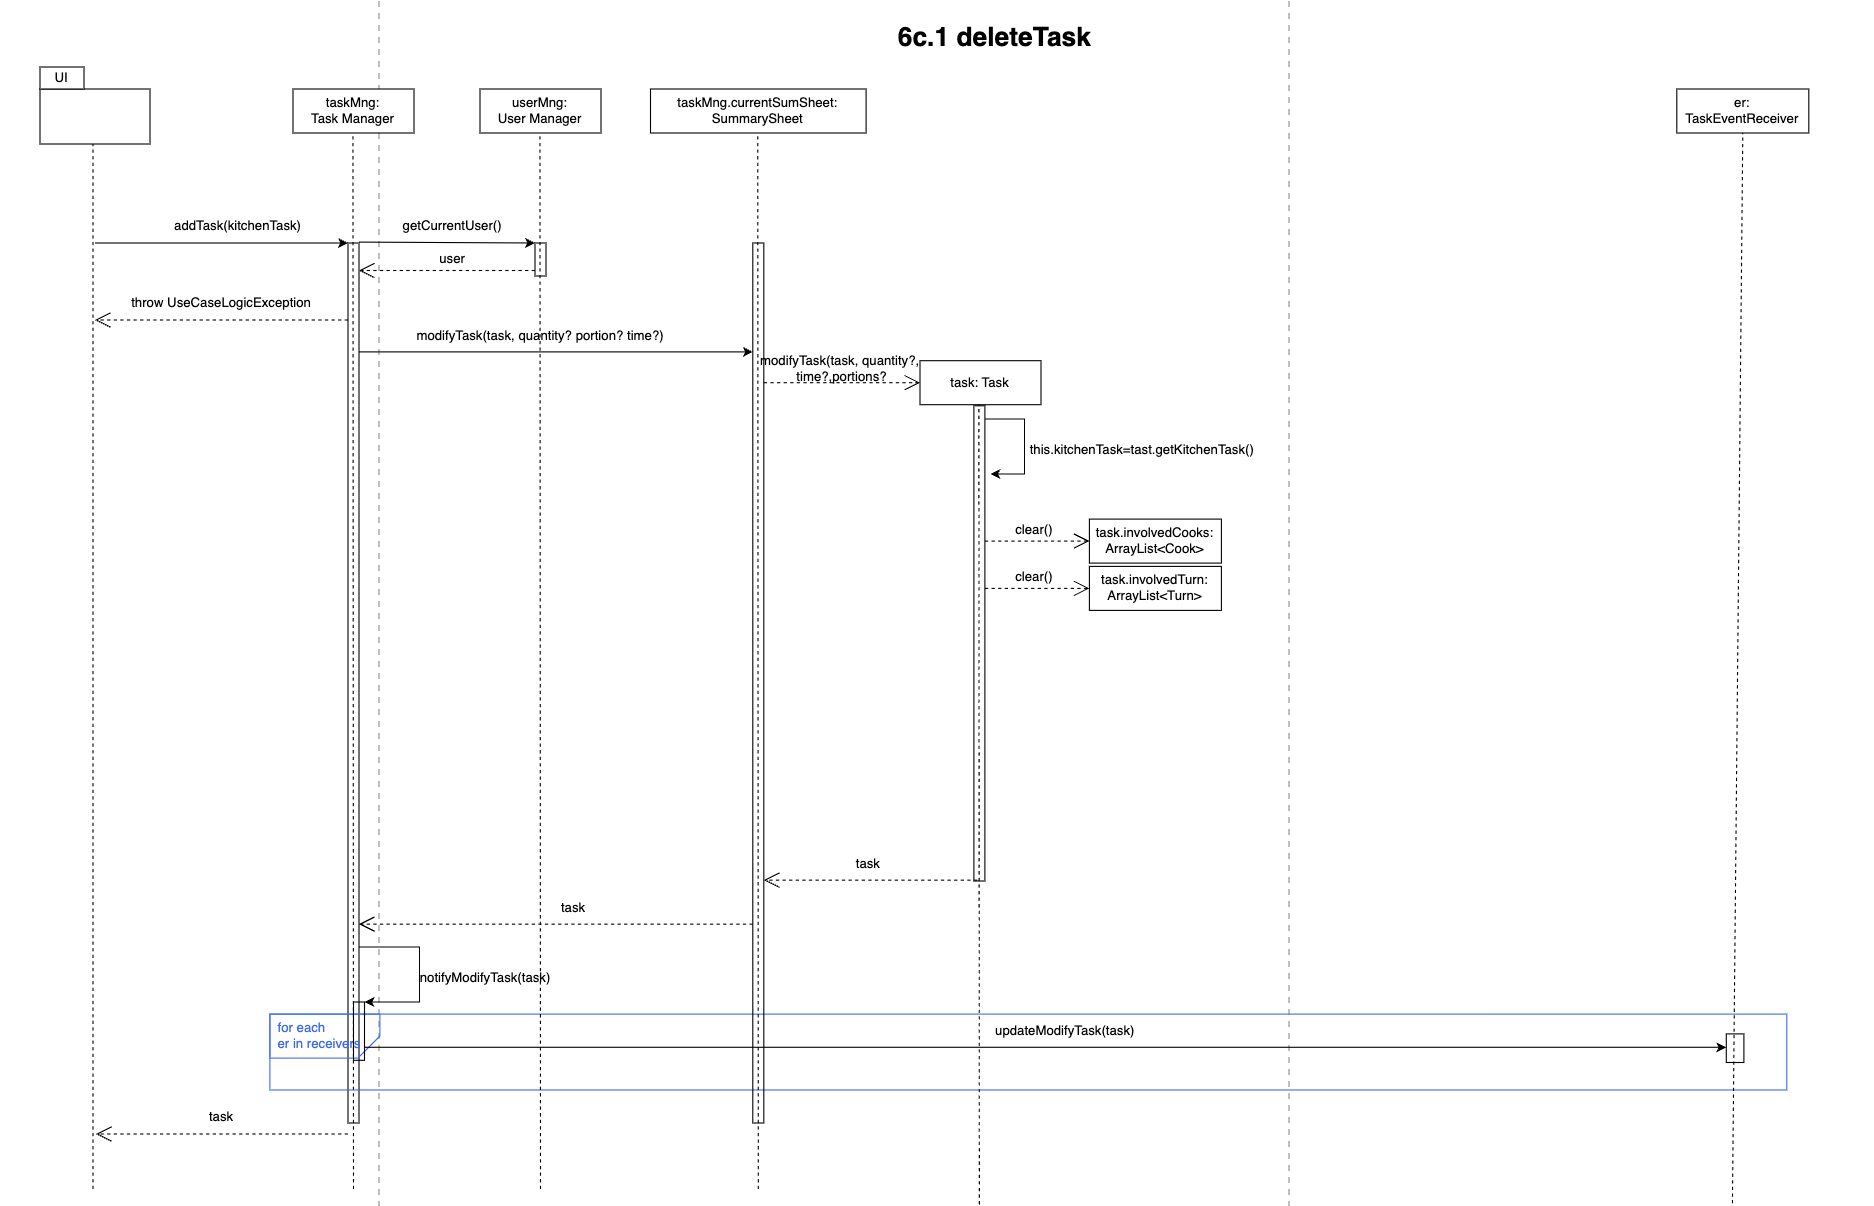 6c.1 deleteTask
UI
taskMng:
Task Manager
userMng:
User Manager
taskMng.currentSumSheet:
SummarySheet
er:
TaskEventReceiver
addTask(kitchenTask)
getCurrentUser()
user
throw UseCaseLogicException
modifyTask(task, quantity? portion? time?)
modifyTask(task, quantity?,
time?,portions?
task: Task
this.kitchenTask=tast.getKitchenTask()
clear()
task.involvedCooks:
ArrayList<Cook>
clear()
task.involvedTurn:
ArrayList<Turn>
task
task
notifyModifyTask(task)
for each
er in receivers
updateModifyTask(task)
task